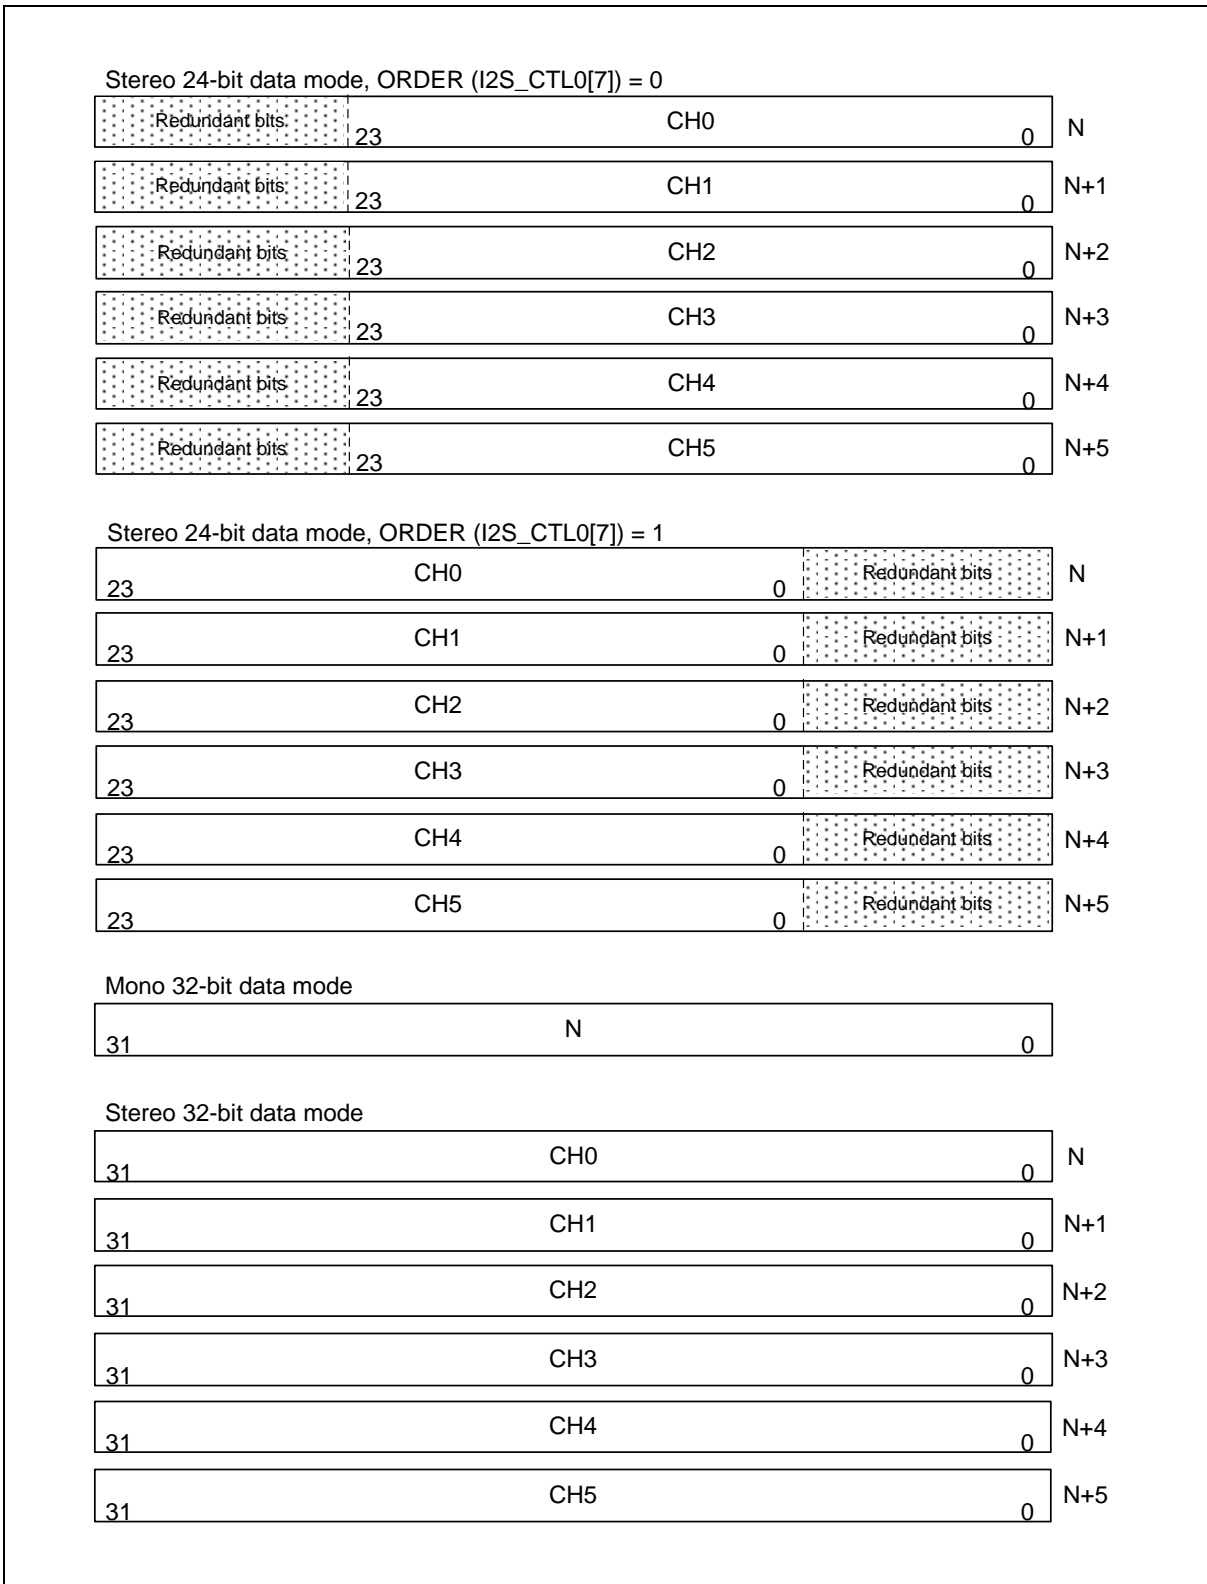 Stereo 24-bit data mode, ORDER (I2S_CTL0[7]) = 0
Redundant bits 23 CH0 0 N
Redundant bits 23 CH1 0 N+1
Redundant bits 23 CH2 0 N+2
Redundant bits 23 CH3 0 N+3
Redundant bits 23 CH4 0 N+4
Redundant bits 23 CH5 0 N+5
Stereo 24-bit data mode, ORDER (I2S_CTL0[7]) = 1
23 CH0 0 Redundant bits N
23 CH1 0 Redundant bits N+1
23 CH2 0 Redundant bits N+2
23 CH3 0 Redundant bits N+3
23 CH4 0 Redundant bits N+4
23 CH5 0 Redundant bits N+5
Mono 32-bit data mode
31 N 0
Stereo 32-bit data mode
31 CH0 0 N
31 CH1 0 N+1
31 CH2 0 N+2
31 CH3 0 N+3
31 CH4 0 N+4
31 CH5 0 N+5